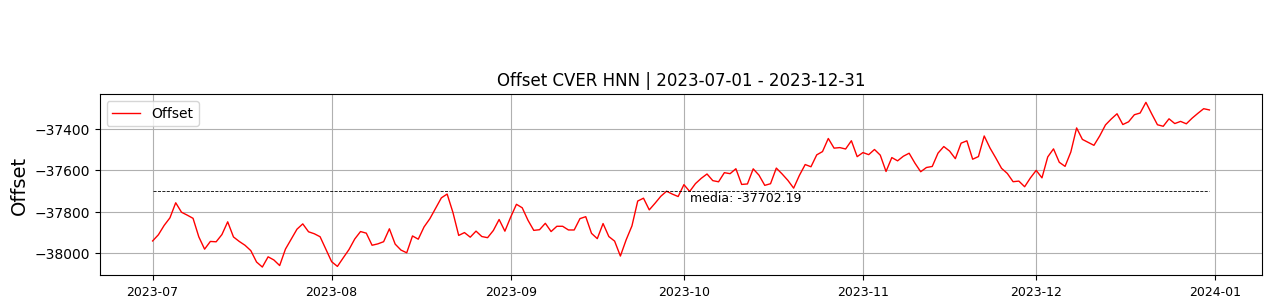 Offset CVER HNN | 2023-07-01 - 2023-12-31
Offset
Offset
−37400
−37600
−37800
−38000
media: -37702.19
2023-07
2023-08
2023-09
2023-10
2023-11
2023-12
2024-01